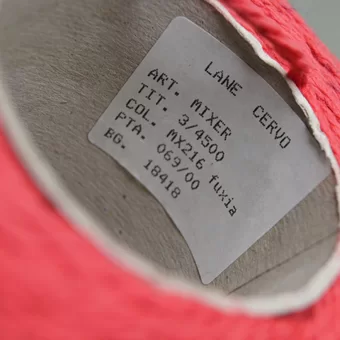 LANE CERVO
ART. MIXER
TIT. 3/4500
COL. MX216 fuxia
PTA. 069/00
BG. 18418